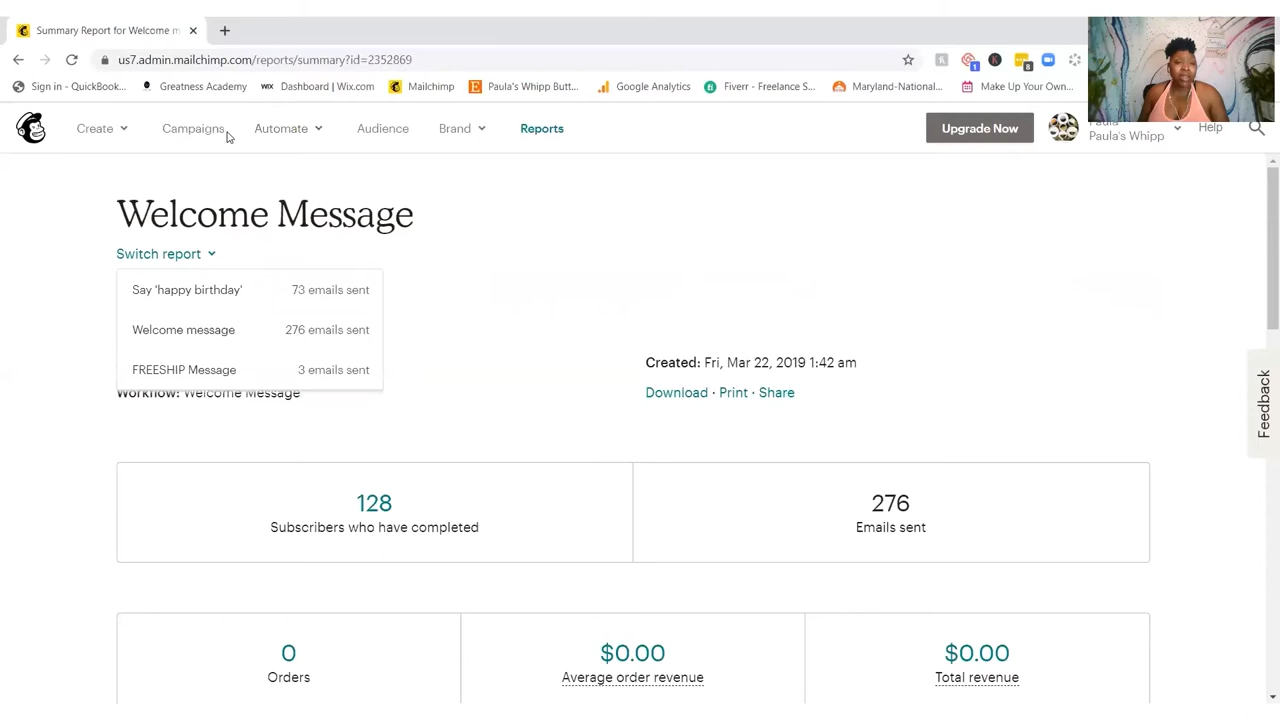 Summary Report for Welcome m
us7.admin.mailchimp.com/reports/summary?id=2352869
1
8
Sign in - QuickBook...
Greatness Academy
WIX Dashboard | Wix.com
Mailchimp
Paula's Whipp Butt...
Google Analytics
Fiverr - Freelance S...
Maryland-National...
Make Up Your Own...
Create
Campaigns
Automate
Audience
Brand
Reports
Upgrade Now
Paula's Whipp
Help
Welcome Message
Switch report
Say 'happy birthday' 73 emails sent
Welcome message 276 emails sent
FREESHIP Message 3 emails sent
Workflow: Welcome Message
Created: Fri, Mar 22, 2019 1:42 am
Download · Print · Share
Feedback
128
Subscribers who have completed
276
Emails sent
0
Orders
$0.00
Average order revenue
$0.00
Total revenue